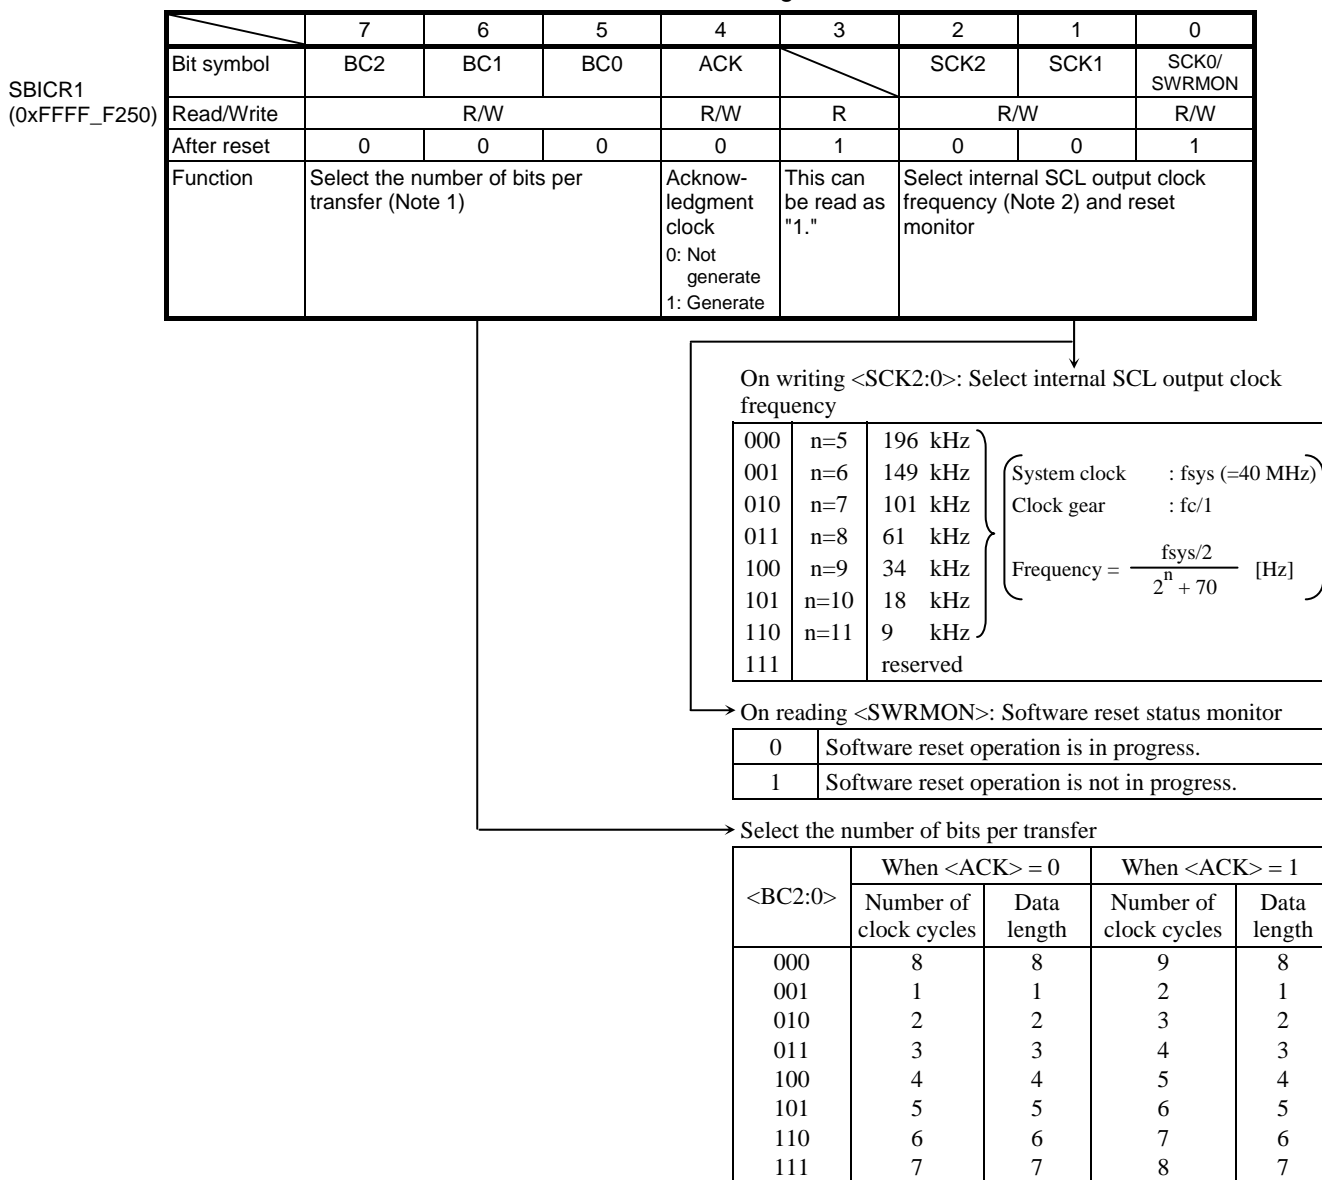 7 6 5 4 3 2 1 0
SBICR1
(0xFFFF_F250)
Bit symbol BC2 BC1 BC0 ACK SCK2 SCK1 SCK0/
SWRMON
Read/Write R/W R/W R R/W R/W
After reset 0 0 0 0 1 0 0 1
Function
Select the number of bits per
transfer (Note 1)
Acknow-
ledgment
clock
0: Not
generate
1: Generate
This can
be read as
"1."
Select internal SCL output clock
frequency (Note 2) and reset
monitor
On writing <SCK2:0>: Select internal SCL output clock
frequency
000 n=5 196 kHz
001 n=6 149 kHz
010 n=7 101 kHz
011 n=8 61 kHz
100 n=9 34 kHz
101 n=10 18 kHz
110 n=11 9 kHz
111 reserved
System clock : fsys (=40 MHz)
Clock gear : fc/1
Frequency = fsys/2 [Hz]
2^n + 70
On reading <SWRMON>: Software reset status monitor
0 Software reset operation is in progress.
1 Software reset operation is not in progress.
Select the number of bits per transfer
<BC2:0>
When <ACK> = 0 When <ACK> = 1
Number of
clock cycles
Data
length
Number of
clock cycles
Data
length
000 8 8 9 8
001 1 1 2 1
010 2 2 3 2
011 3 3 4 3
100 4 4 5 4
101 5 5 6 5
110 6 6 7 6
111 7 7 8 7